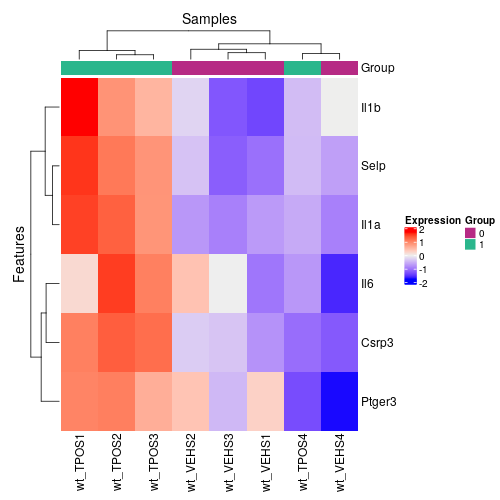 Samples
Group
Il1b
Selp
Il1a
Il6
Csrp3
Ptger3
Features
wt_TPOS1
wt_TPOS2
wt_TPOS3
wt_VEHS2
wt_VEHS3
wt_VEHS1
wt_TPOS4
wt_VEHS4
Expression
2
1
0
-1
-2
Group
0
1